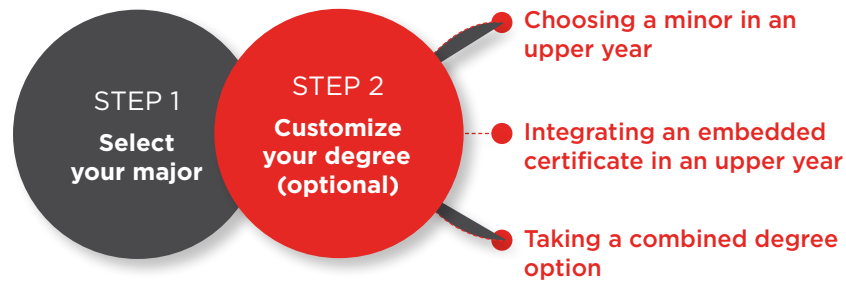 STEP 1
Select
your major
STEP 2
Customize
your degree
(optional)
Choosing a minor in an
upper year
Integrating an embedded
certificate in an upper year
Taking a combined degree
option